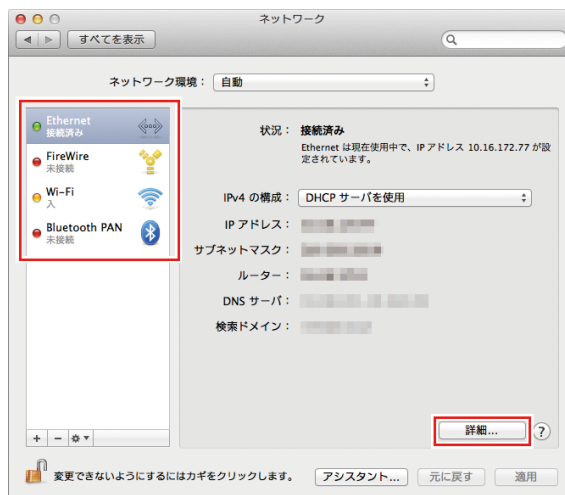 ネットワーク
すべてを表示
ネットワーク環境： 自動
Ethernet
接続済み
FireWire
未接続
Wi-Fi
入
Bluetooth PAN
未接続
状況： 接続済み
Ethernet は現在使用中で、IP アドレス 10.16.172.77 が設
定されています。
IPv4 の構成： DHCP サーバを使用
IP アドレス：
サブネットマスク：
ルーター：
DNS サーバ：
検索ドメイン：
詳細...
?
変更できないようにするにはカギをクリックします。
アシスタント... 元に戻す 適用